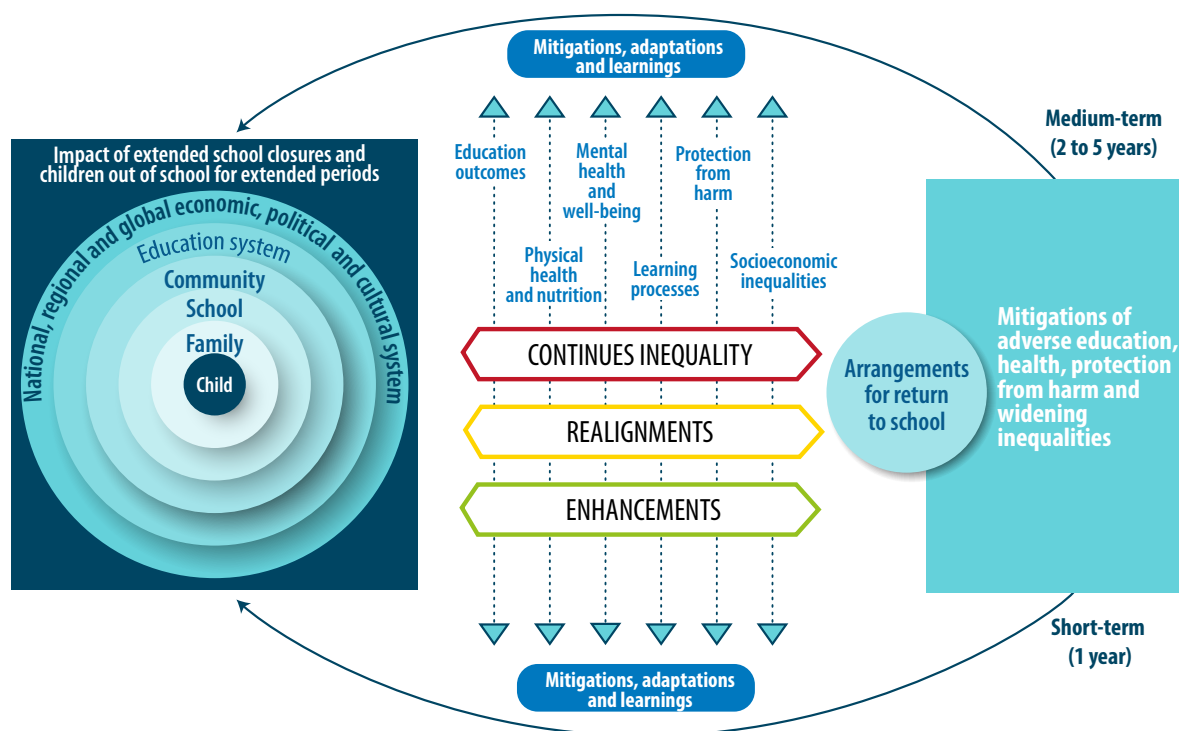 Mitigations, adaptations
and learnings
Medium-term
(2 to 5 years)
Impact of extended school closures and
children out of school for extended periods
National, regional and global economic, political and cultural system
Education system
Community
School
Family
Child
Education
outcomes
Mental
health
and
well-being
Protection
from
harm
Physical
health
and nutrition
Learning
processes
Socioeconomic
inequalities
CONTINUES INEQUALITY
REALIGNMENTS
ENHANCEMENTS
Arrangements
for return
to school
Mitigations of
adverse education,
health, protection
from harm and
widening
inequalities
Short-term
(1 year)
Mitigations, adaptations
and learnings